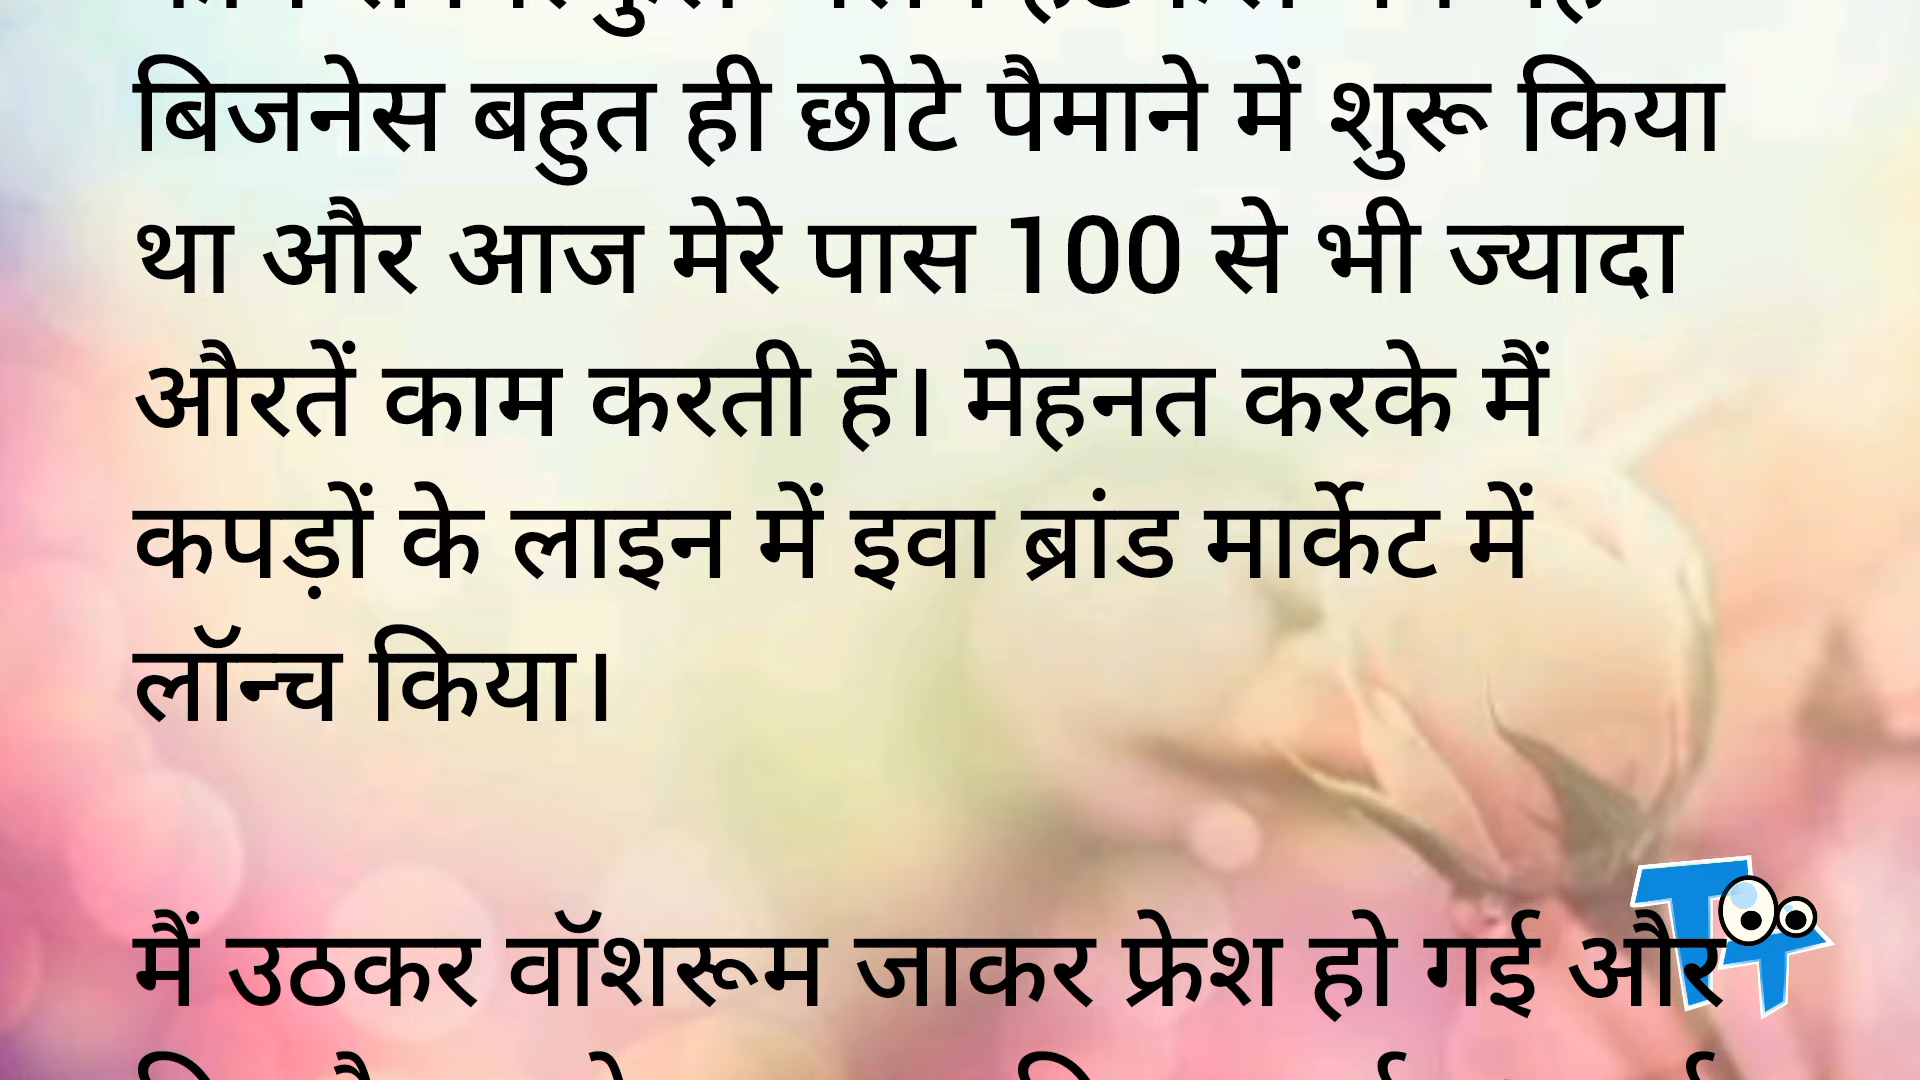 बिजनेस बहुत ही छोटे पैमाने में शुरू किया
था और आज मेरे पास 100 से भी ज्यादा
औरतें काम करती है। मेहनत करके मैं
कपड़ों के लाइन में इवा ब्रांड मार्केट में
लॉन्च किया।
मैं उठकर वॉशरूम जाकर फ्रेश हो गई और